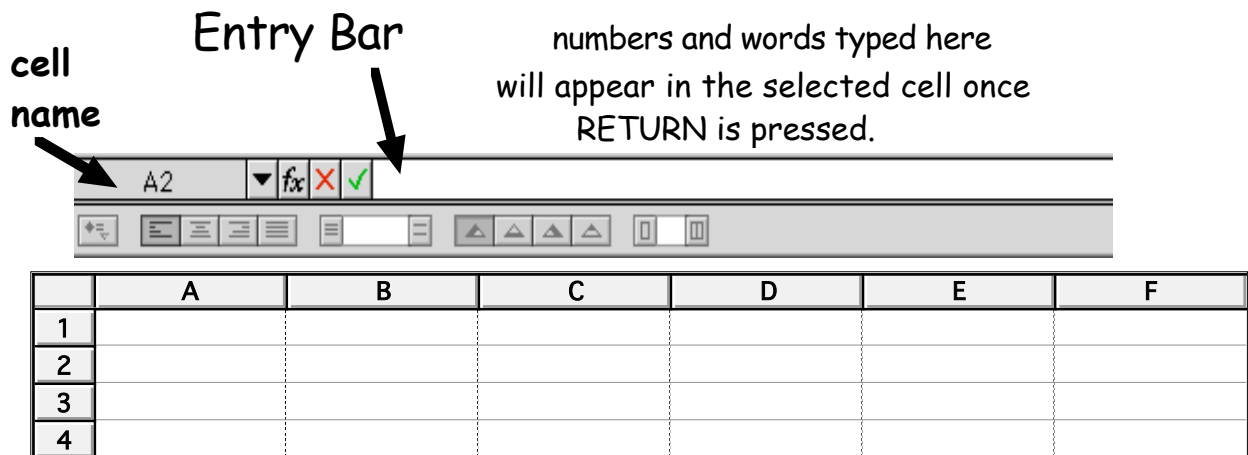 Entry Bar
cell
name
numbers and words typed here
will appear in the selected cell once
RETURN is pressed.
A2 fx
A B C D E F
1
2
3
4